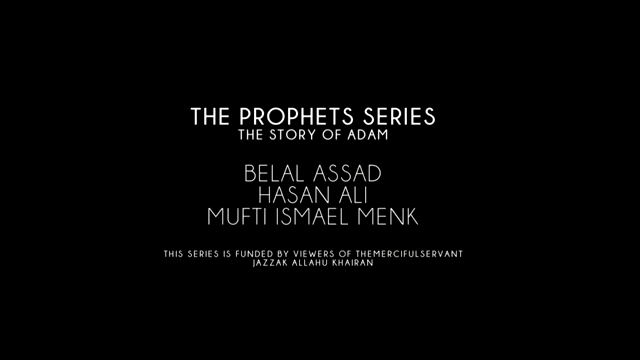 THE PROPHETS SERIES
THE STORY OF ADAM
BELAL ASSAD
HASAN ALI
MUFTI ISMAEL MENK
THIS SERIES IS FUNDED BY VIEWERS OF THEMERCIFULSERVANT
JAZZAK ALLAHU KHAIRAN